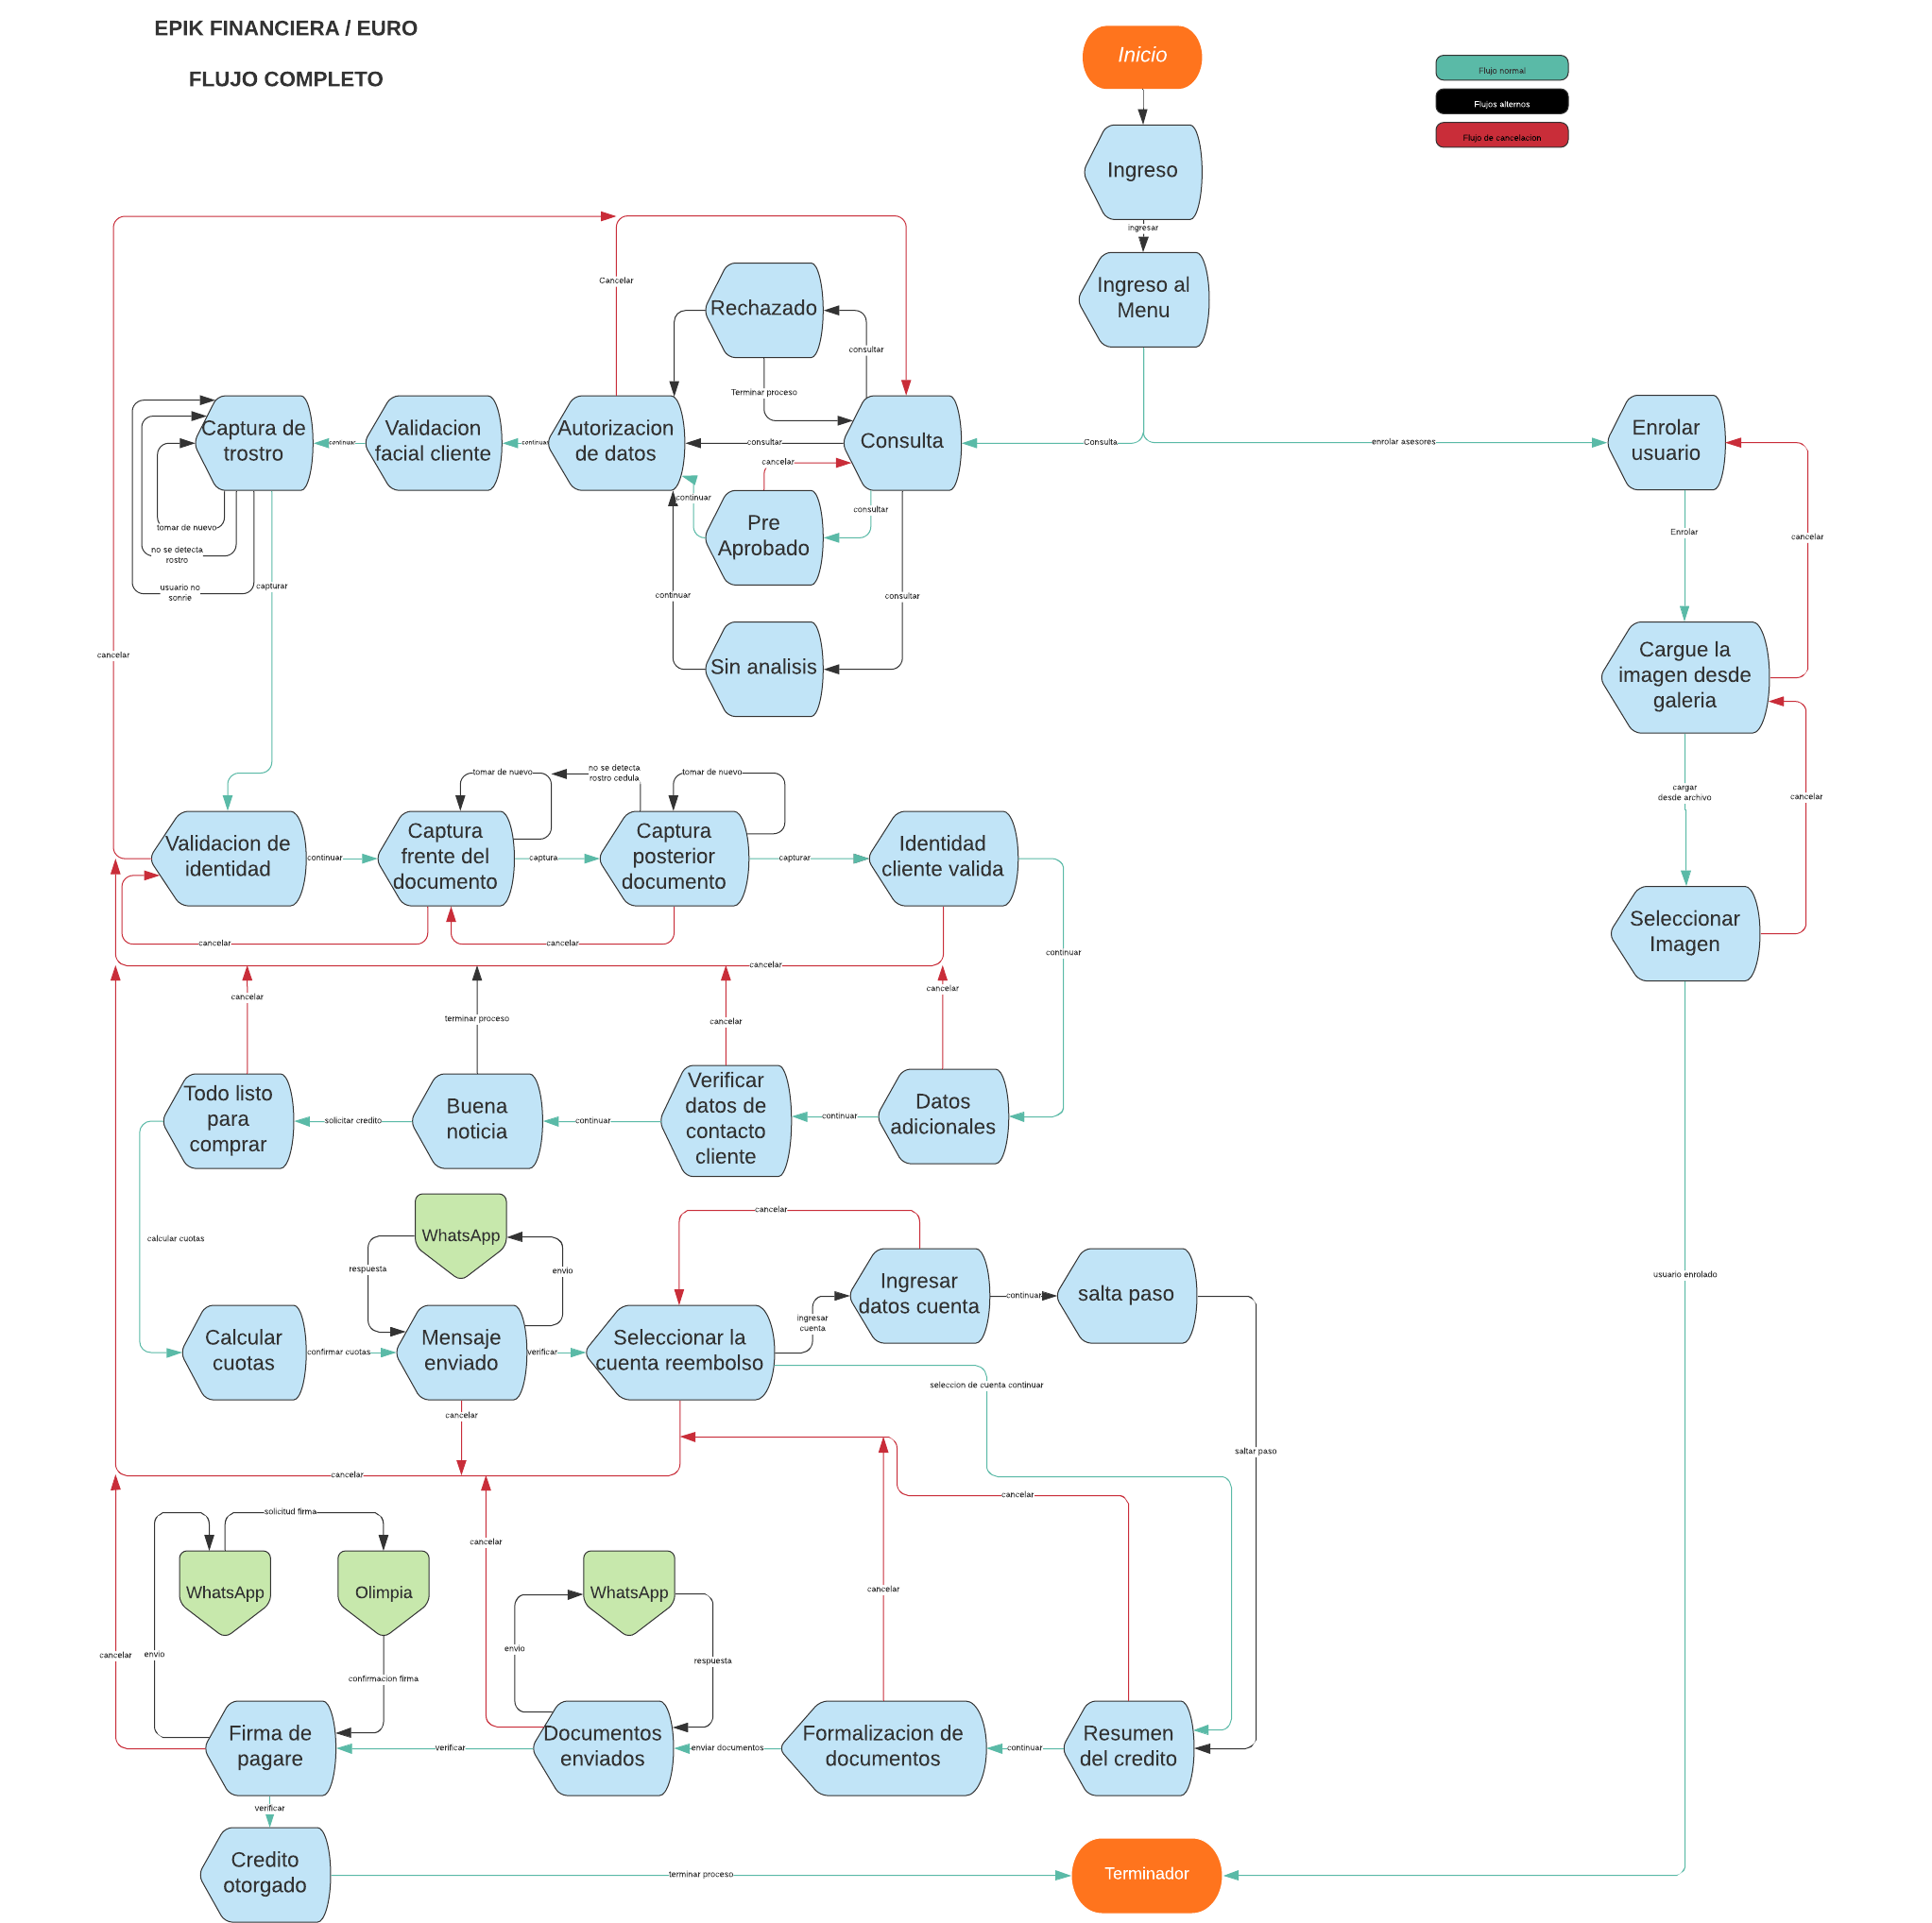 EPIK FINANCIERA / EURO
FLUJO COMPLETO
Inicio
Flujo normal
Flujos alternos
Flujo de cancelacion
Ingreso
ingresar
Ingreso al
Menu
Cancelar
Rechazado
consultar
Terminar proceso
Captura de
trostro
continuar
Validacion
facial cliente
continuar
Autorizacion
de datos
consultar
Consulta
Consulta
enrolar asesores
Enrolar
usuario
cancelar
continuar
consultar
Pre
Aprobado
tomar de nuevo
no se detecta
rostro
usuario no
sonrie
capturar
continuar
consultar
Enrolar
cancelar
cancelar
Sin analisis
Cargue la
imagen desde
galeria
tomar de nuevo
no se detecta
rostro cedula
tomar de nuevo
cargar
desde archivo
cancelar
Validacion de
identidad
continuar
Captura
frente del
documento
captura
Captura
posterior
documento
capturar
Identidad
cliente valida
Seleccionar
Imagen
cancelar
cancelar
continuar
cancelar
cancelar
terminar proceso
cancelar
cancelar
Todo listo
para
comprar
solicitar credito
Buena
noticia
continuar
Verificar
datos de
contacto
cliente
continuar
Datos
adicionales
calcular cuotas
WhatsApp
respuesta
envio
cancelar
Ingresar
datos cuenta
continuar
salta paso
usuario enrolado
Calcular
cuotas
confirmar cuotas
Mensaje
enviado
verificar
Seleccionar la
cuenta reembolso
ingresar
cuenta
seleccion de cuenta continuar
cancelar
saltar paso
cancelar
cancelar
solicitud firma
cancelar
WhatsApp
Olimpia
WhatsApp
cancelar
cancelar
envio
confirmacion firma
envio
respuesta
Firma de
pagare
verificar
Documentos
enviados
enviar documentos
Formalizacion de
documentos
continuar
Resumen
del credito
verificar
Credito
otorgado
terminar proceso
Terminador